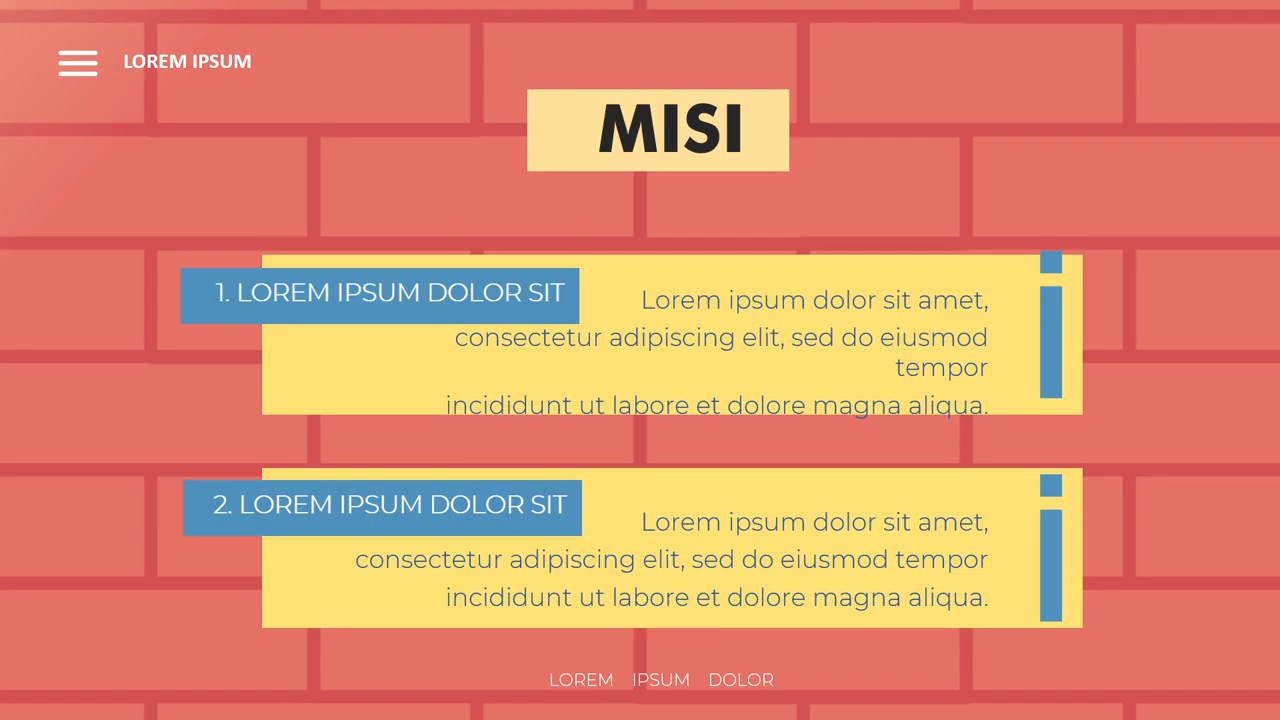 LOREM IPSUM
MISI
1. LOREM IPSUM DOLOR SIT
Lorem ipsum dolor sit amet,
consectetur adipiscing elit, sed do eiusmod
tempor
incididunt ut labore et dolore magna aliqua.
2. LOREM IPSUM DOLOR SIT
Lorem ipsum dolor sit amet,
consectetur adipiscing elit, sed do eiusmod tempor
incididunt ut labore et dolore magna aliqua.
LOREM IPSUM DOLOR